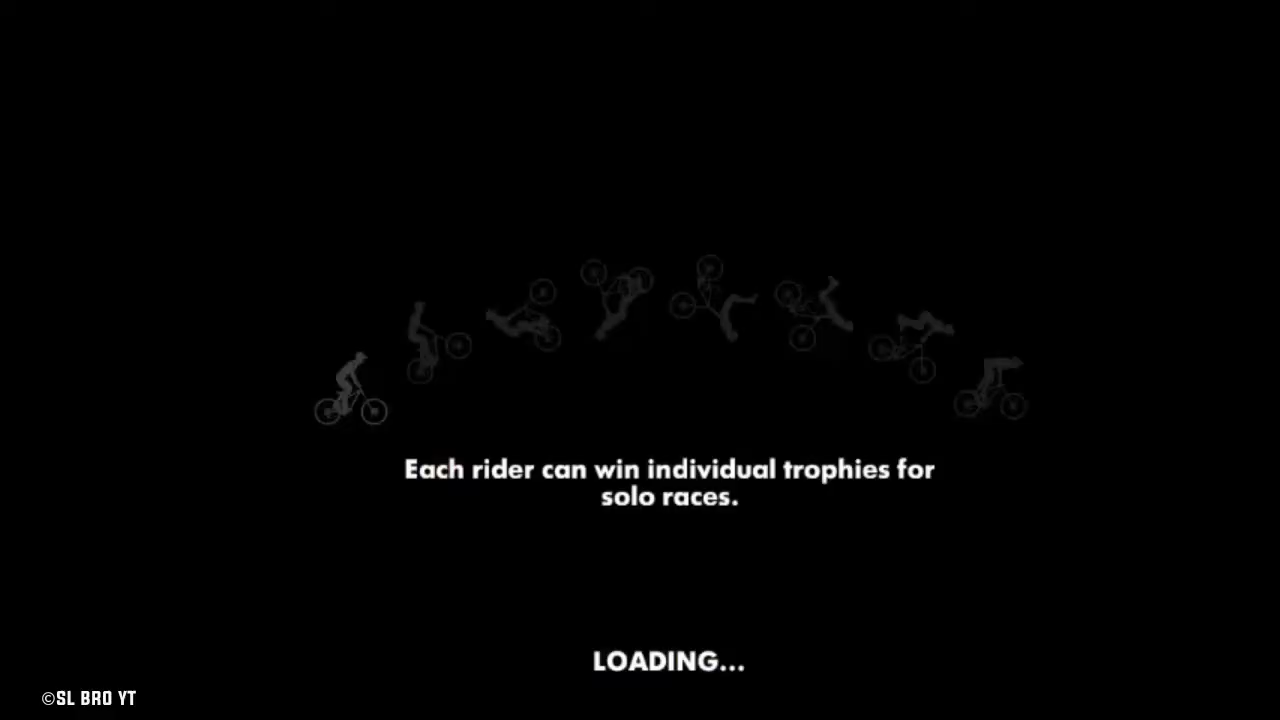 Each rider can win individual trophies for
solo races.
LOADING...
©SL BRO YT